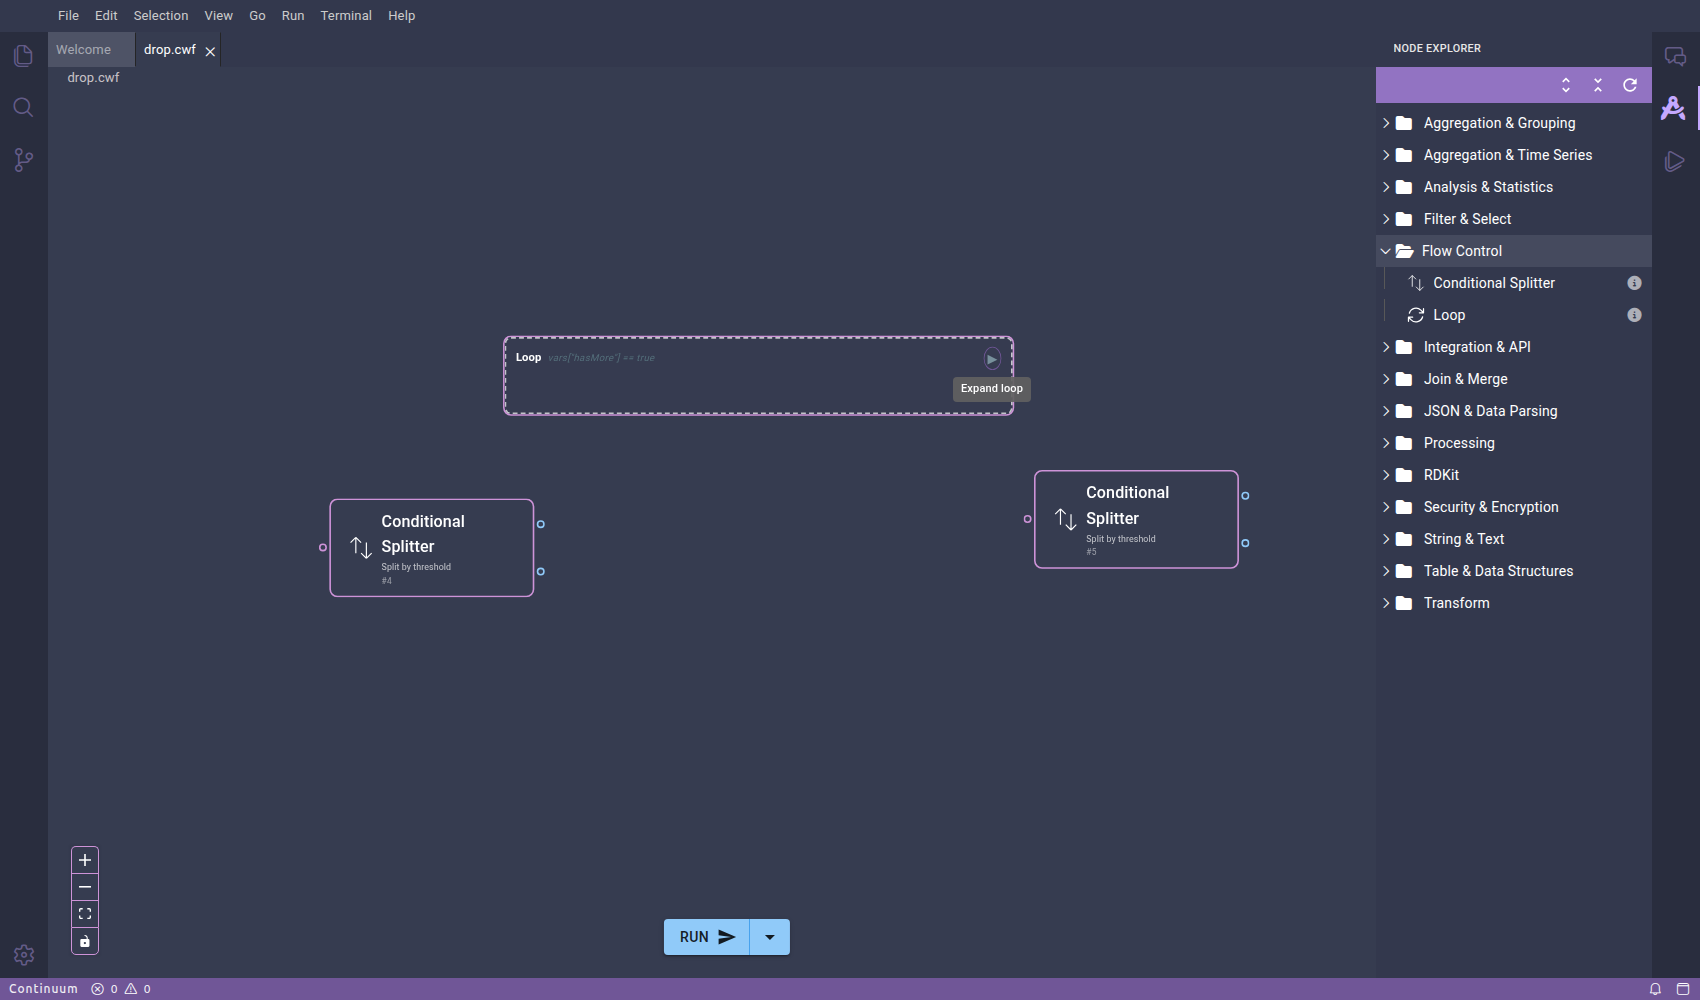 File Edit Selection View Go Run Terminal Help
Welcome drop.cwf
drop.cwf
NODE EXPLORER
Aggregation & Grouping
Aggregation & Time Series
Analysis & Statistics
Filter & Select
Flow Control
Conditional Splitter
Loop
Integration & API
Join & Merge
JSON & Data Parsing
Processing
RDKit
Security & Encryption
String & Text
Table & Data Structures
Transform
Loop vars["hasMore"] == true
Expand loop
Conditional
Splitter
Split by threshold
#4
Conditional
Splitter
Split by threshold
#5
RUN
Continuum 0 0